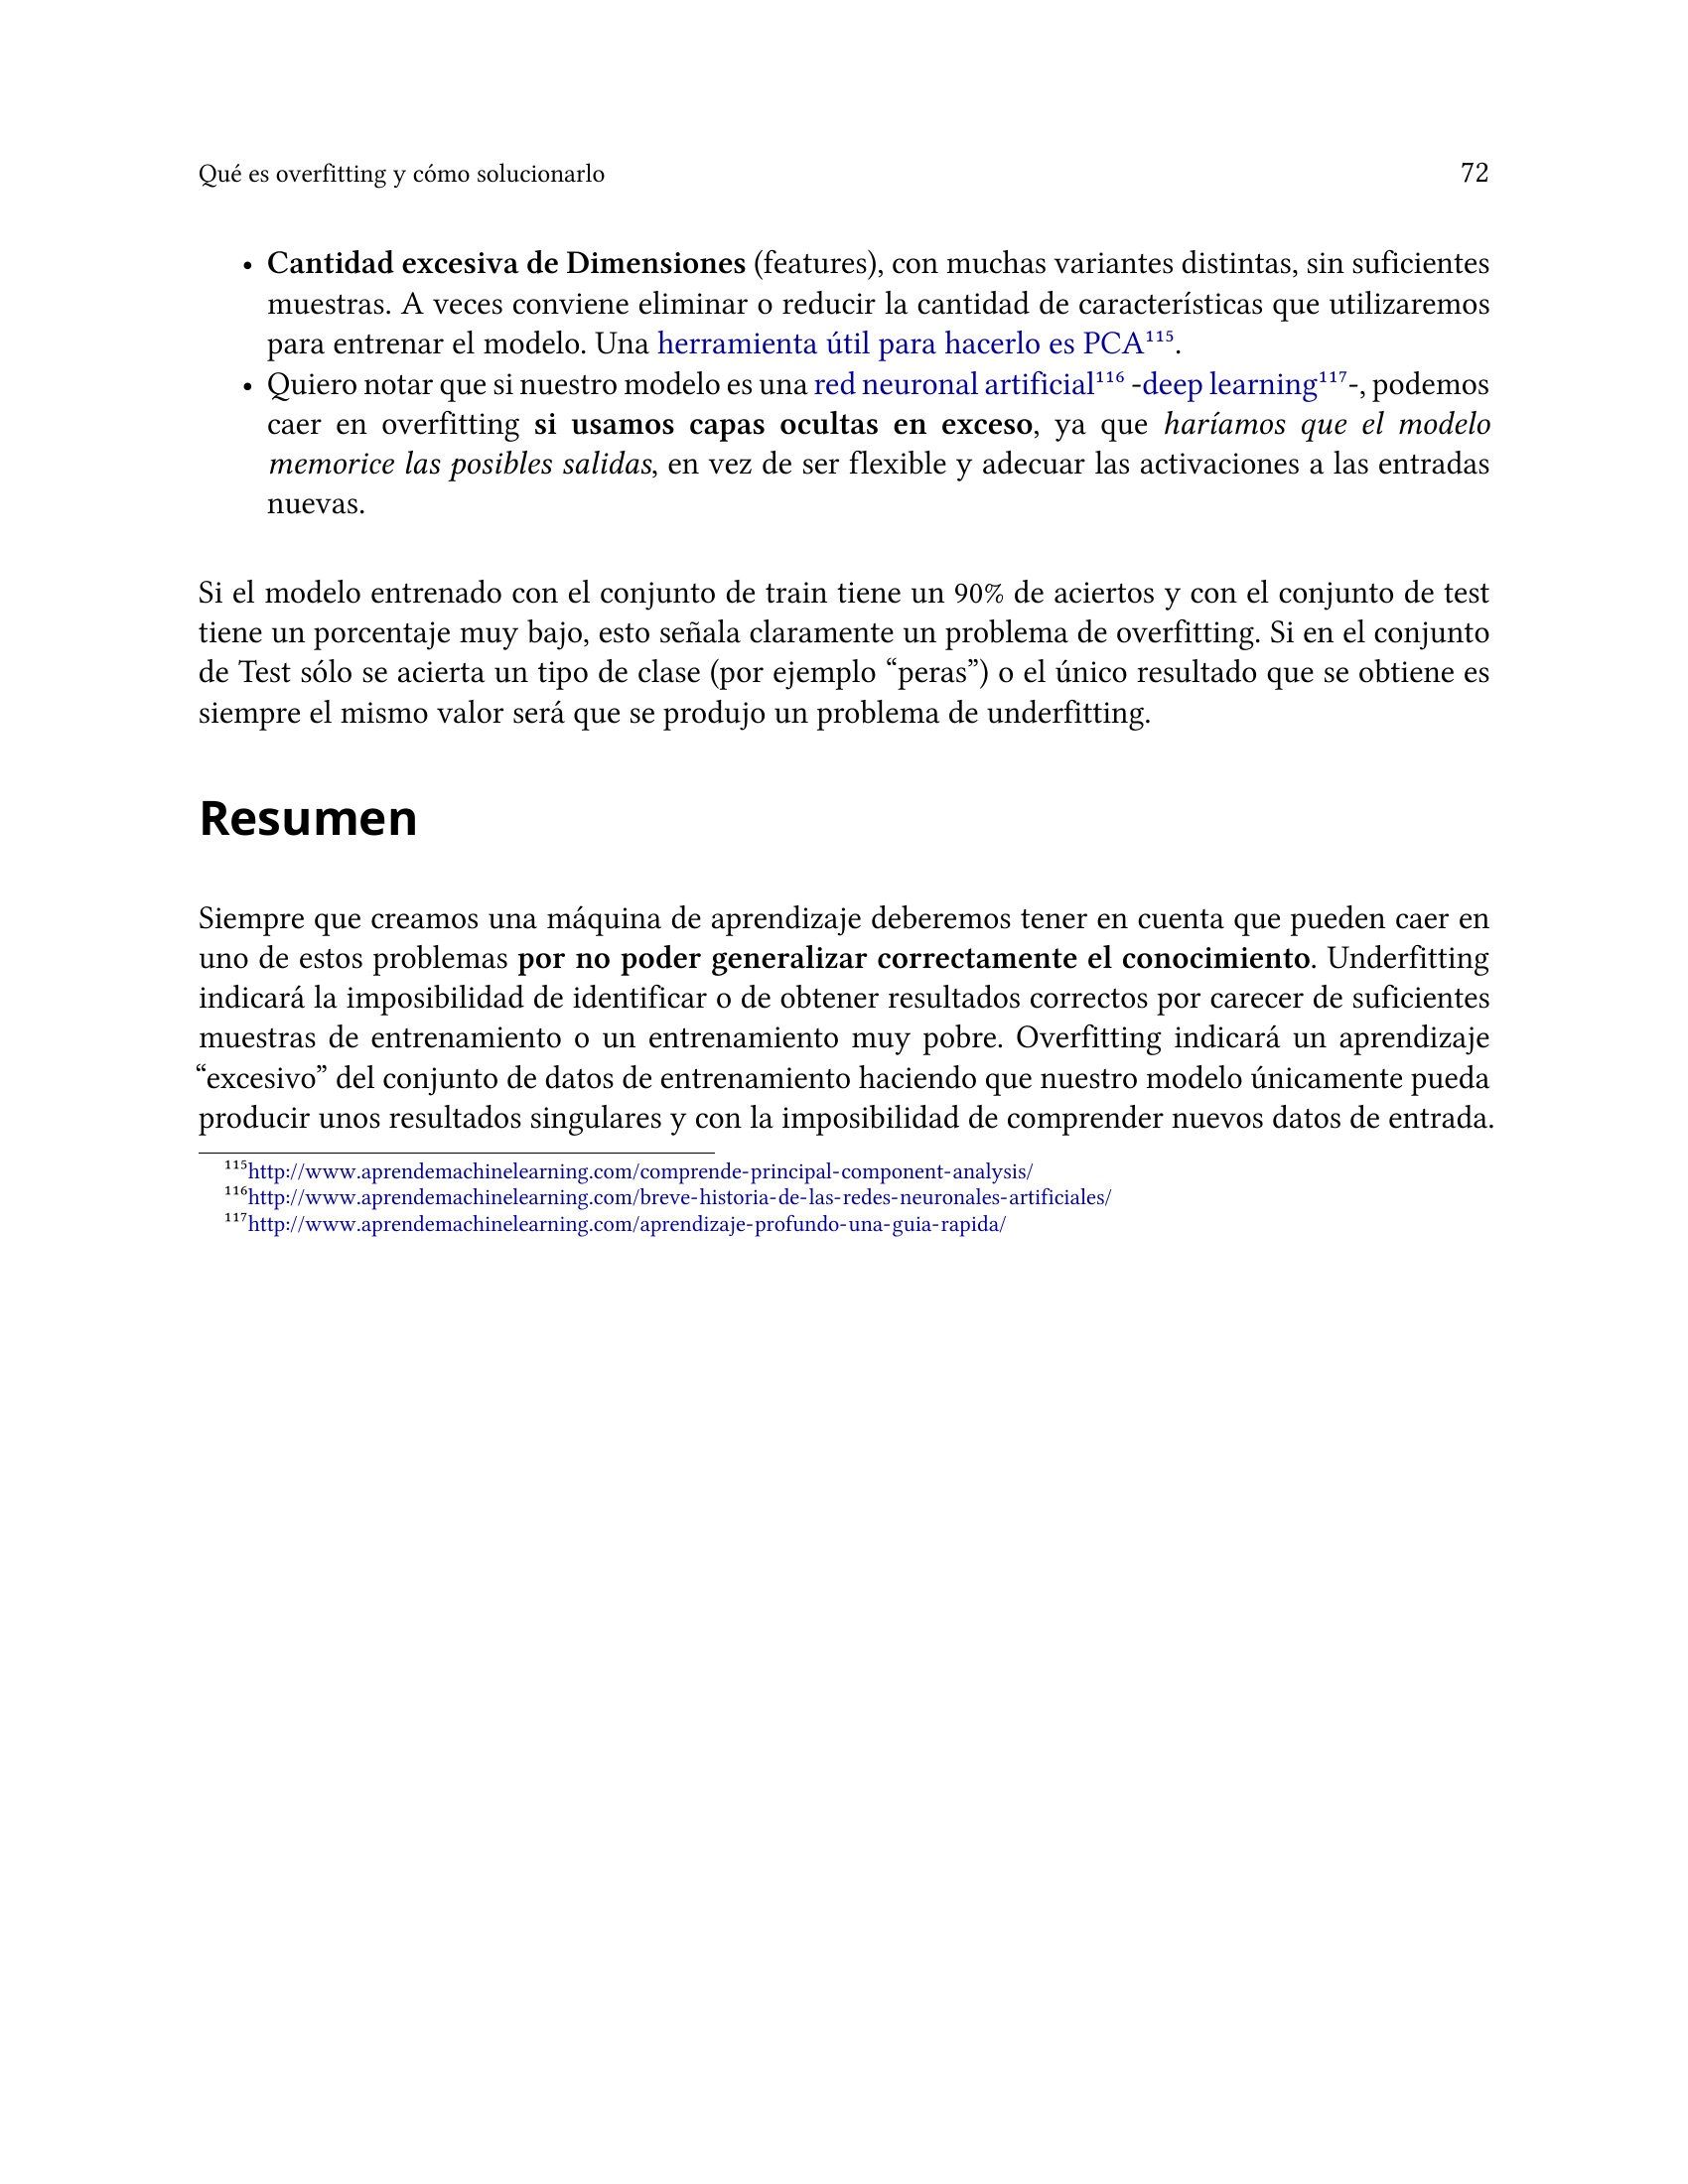 Qué es overfitting y cómo solucionarlo 72
• Cantidad excesiva de Dimensiones (features), con muchas variantes distintas, sin suficientes
muestras. A veces conviene eliminar o reducir la cantidad de características que utilizaremos
para entrenar el modelo. Una herramienta útil para hacerlo es PCA¹¹⁵.
• Quiero notar que si nuestro modelo es una red neuronal artificial¹¹⁶ -deep learning¹¹⁷-, podemos
caer en overfitting si usamos capas ocultas en exceso, ya que haríamos que el modelo
memorice las posibles salidas, en vez de ser flexible y adecuar las activaciones a las entradas
nuevas.
Si el modelo entrenado con el conjunto de train tiene un 90% de aciertos y con el conjunto de test
tiene un porcentaje muy bajo, esto señala claramente un problema de overfitting. Si en el conjunto
de Test sólo se acierta un tipo de clase (por ejemplo “peras”) o el único resultado que se obtiene es
siempre el mismo valor será que se produjo un problema de underfitting.
Resumen
Siempre que creamos una máquina de aprendizaje deberemos tener en cuenta que pueden caer en
uno de estos problemas por no poder generalizar correctamente el conocimiento. Underfitting
indicará la imposibilidad de identificar o de obtener resultados correctos por carecer de suficientes
muestras de entrenamiento o un entrenamiento muy pobre. Overfitting indicará un aprendizaje
“excesivo” del conjunto de datos de entrenamiento haciendo que nuestro modelo únicamente pueda
producir unos resultados singulares y con la imposibilidad de comprender nuevos datos de entrada.
¹¹⁵http://www.aprendemachinelearning.com/comprende-principal-component-analysis/
¹¹⁶http://www.aprendemachinelearning.com/breve-historia-de-las-redes-neuronales-artificiales/
¹¹⁷http://www.aprendemachinelearning.com/aprendizaje-profundo-una-guia-rapida/